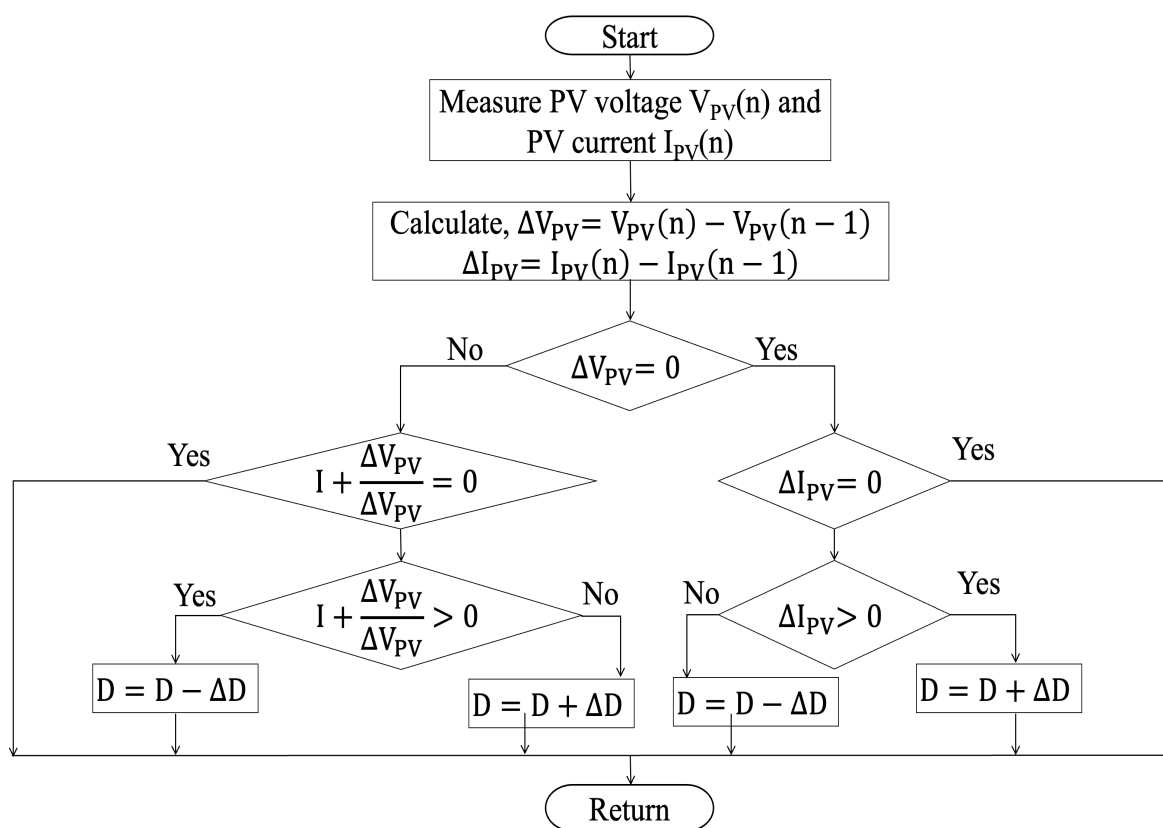 Start
Measure PV voltage V_PV(n) and
PV current I_PV(n)
Calculate, ΔV_PV= V_PV(n) − V_PV(n − 1)
ΔI_PV= I_PV(n) − I_PV(n − 1)
No
Yes
ΔV_PV= 0
Yes
I + ΔV_PV/ΔV_PV = 0
ΔI_PV= 0
Yes
Yes
I + ΔV_PV/ΔV_PV > 0
No
No
ΔI_PV> 0
Yes
D = D − ΔD
D = D + ΔD
D = D − ΔD
D = D + ΔD
Return